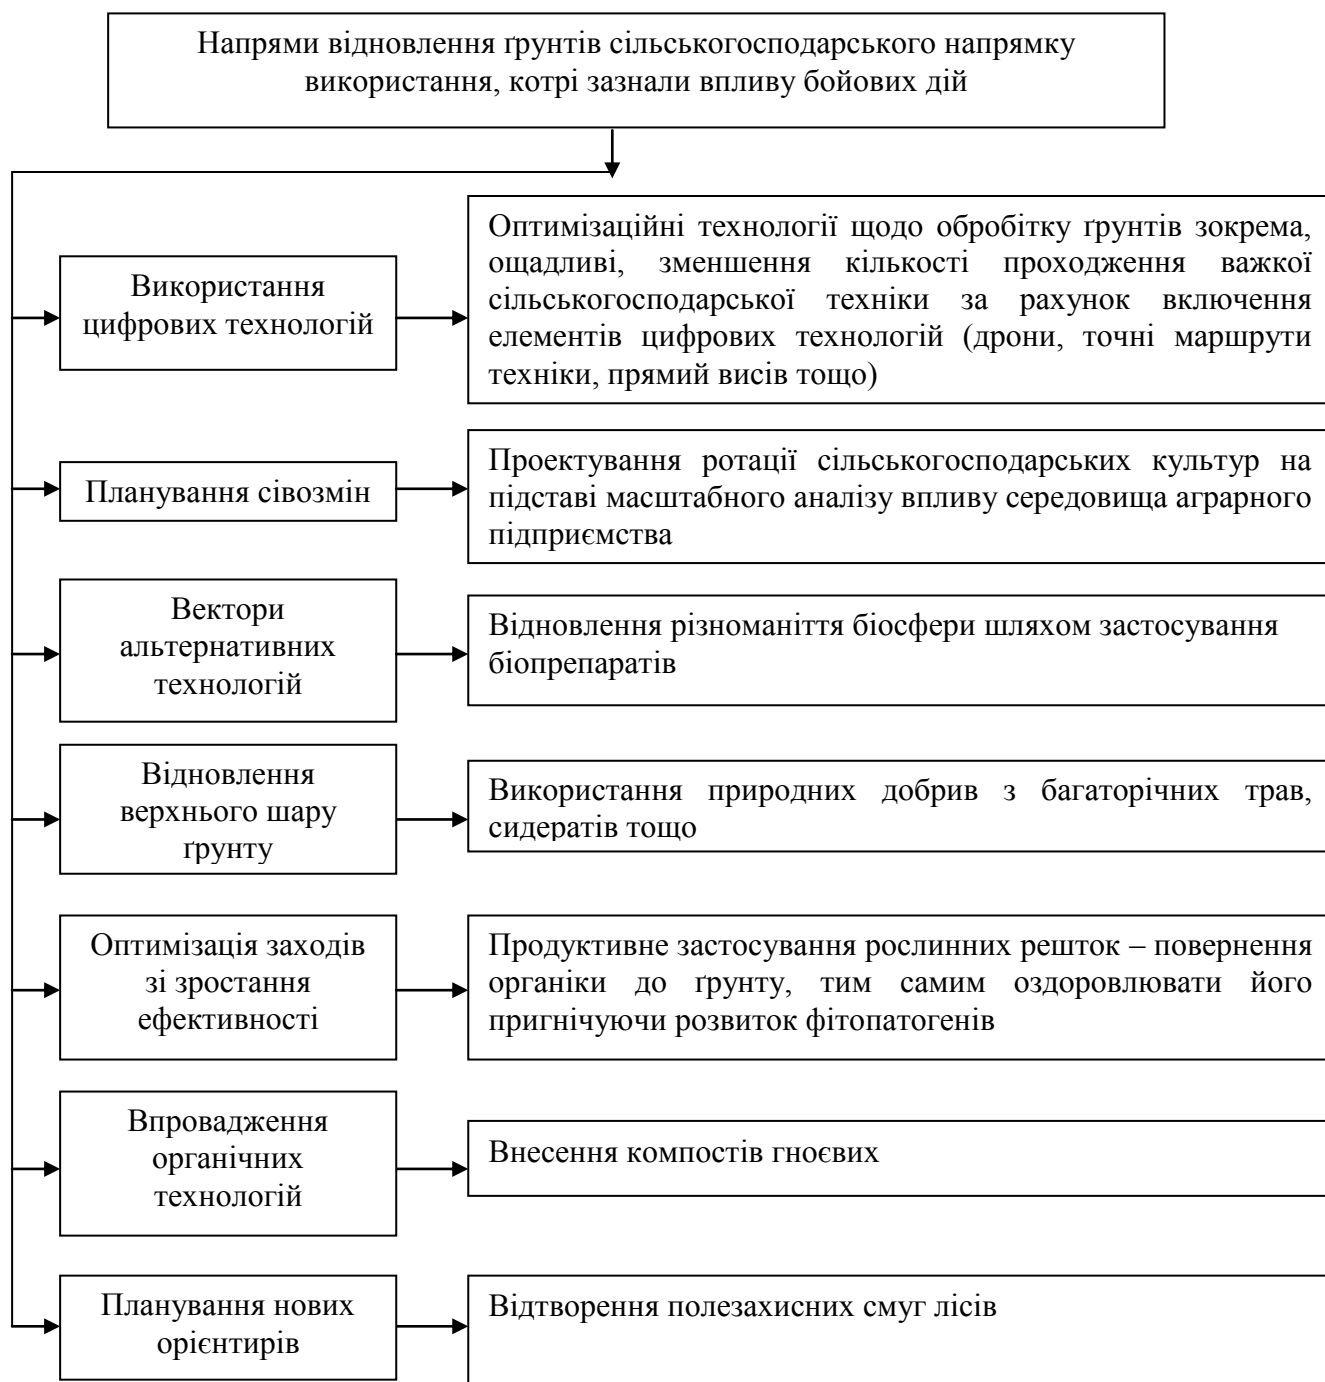 Напрями відновлення ґрунтів сільськогосподарського напрямку
використання, котрі зазнали впливу бойових дій
Використання
цифрових технологій
Оптимізаційні технології щодо обробітку ґрунтів зокрема,
ощадливі, зменшення кількості проходження важкої
сільськогосподарської техніки за рахунок включення
елементів цифрових технологій (дрони, точні маршрути
техніки, прямий висів тощо)
Планування сівозмін
Проектування ротації сільськогосподарських культур на
підставі масштабного аналізу впливу середовища аграрного
підприємства
Вектори
альтернативних
технологій
Відновлення різноманіття біосфери шляхом застосування
біопрепаратів
Відновлення
верхнього шару
ґрунту
Використання природних добрив з багаторічних трав,
сидератів тощо
Оптимізація заходів
зі зростання
ефективності
Продуктивне застосування рослинних решток – повернення
органіки до ґрунту, тим самим оздоровлювати його
пригнічуючи розвиток фітопатогенів
Впровадження
органічних
технологій
Внесення компостів гноєвих
Планування нових
орієнтирів
Відтворення полезахисних смуг лісів